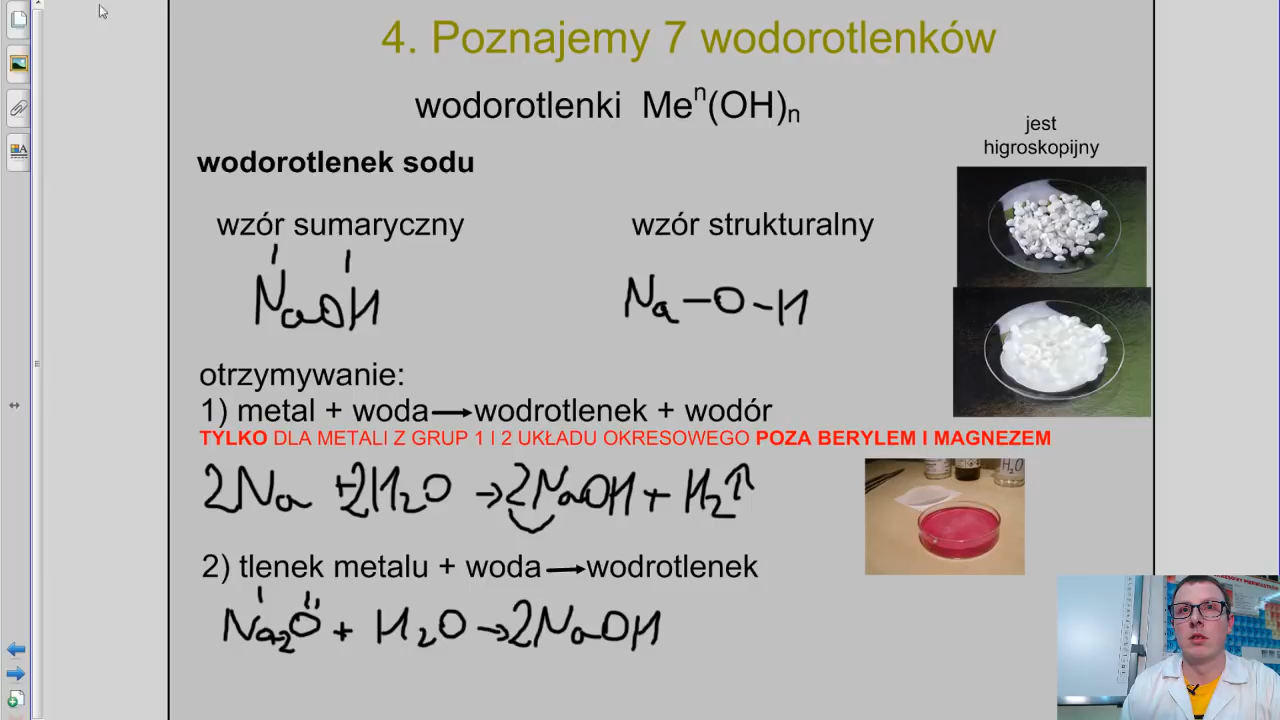 4. Poznajemy 7 wodorotlenków
wodorotlenki Meⁿ(OH)ₙ
jest
higroskopijny
wodorotlenek sodu
wzór sumaryczny
wzór strukturalny
I I
NaOH
Na-O-H
otrzymywanie:
1) metal + woda → wodrotlenek + wodór
TYLKO DLA METALI Z GRUP 1 I 2 UKŁADU OKRESOWEGO POZA BERYLEM I MAGNEZEM
2Na + 2H₂O → 2NaOH + H₂↑
H₂O
2) tlenek metalu + woda → wodrotlenek
I II
Na₂O + H₂O → 2NaOH